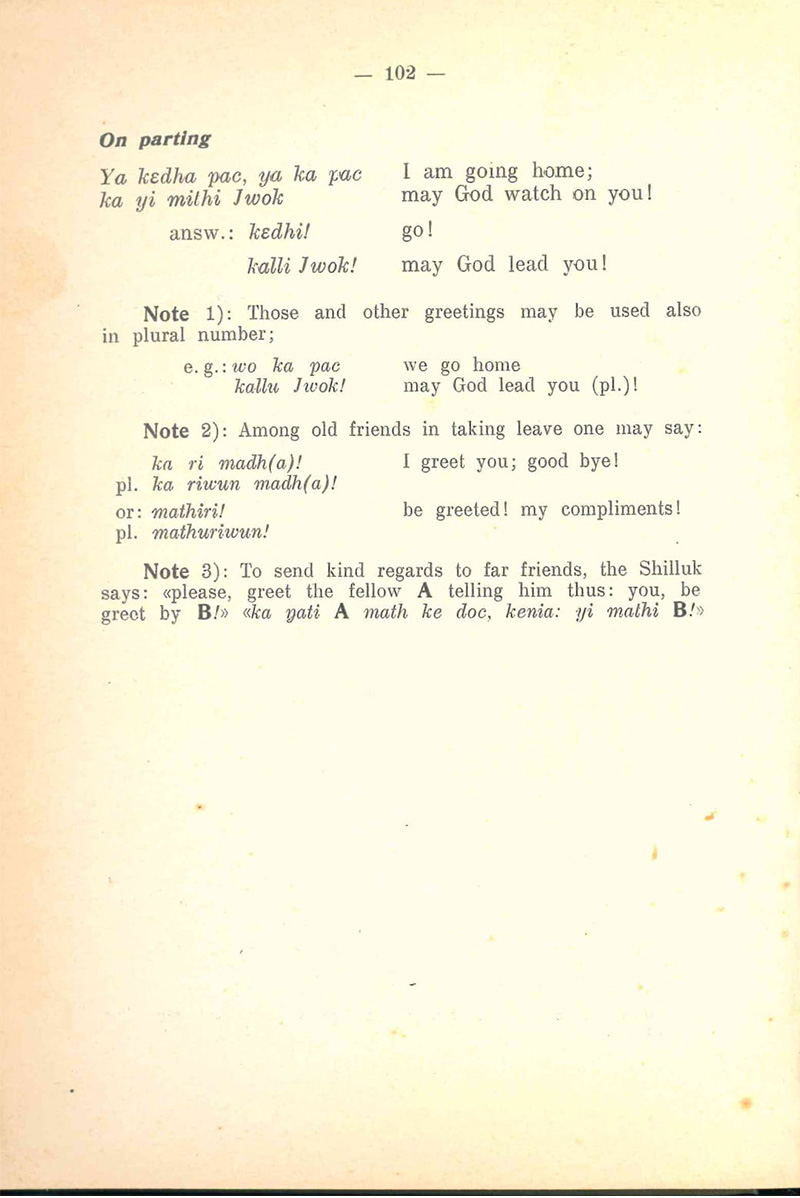 — 102 —
On parting
Ya kɛdha pac, ya ka pac I am going home;
ka yi mithi Jwok may God watch on you!
answ.: kɛdhi! go!
kalli Jwok! may God lead you!
Note 1): Those and other greetings may be used also
in plural number;
e. g.: wo ka pac we go home
kallu Jwok! may God lead you (pl.)!
Note 2): Among old friends in taking leave one may say:
ka ri madh(a)! I greet you; good bye!
pl. ka riwun madh(a)!
or: mathiri! be greeted! my compliments!
pl. mathuriwun!
Note 3): To send kind regards to far friends, the Shilluk
says: «please, greet the fellow A telling him thus: you, be
greet by B!» «ka yati A math ke doc, kenia: yi mathi B!»